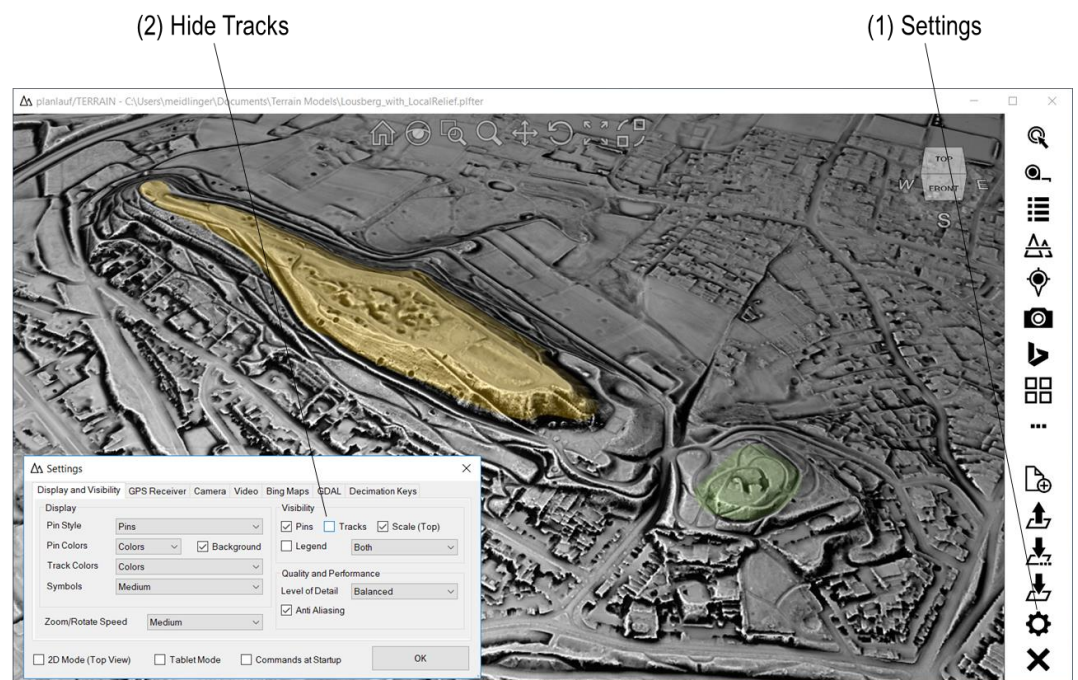 (2) Hide Tracks
(1) Settings
planlauf/TERRAIN - C:\Users\meidlinger\Documents\Terrain Models\Lousberg_with_LocalRelief.plfter
TOP
W FRONT E
S
Settings
Display and Visibility GPS Receiver Camera Video Bing Maps GDAL Decimation Keys
Display
Pin Style Pins
Pin Colors Colors Background
Track Colors Colors
Symbols Medium
Zoom/Rotate Speed Medium
Visibility
Pins Tracks Scale (Top)
Legend Both
Quality and Performance
Level of Detail Balanced
Anti Aliasing
2D Mode (Top View) Tablet Mode Commands at Startup OK